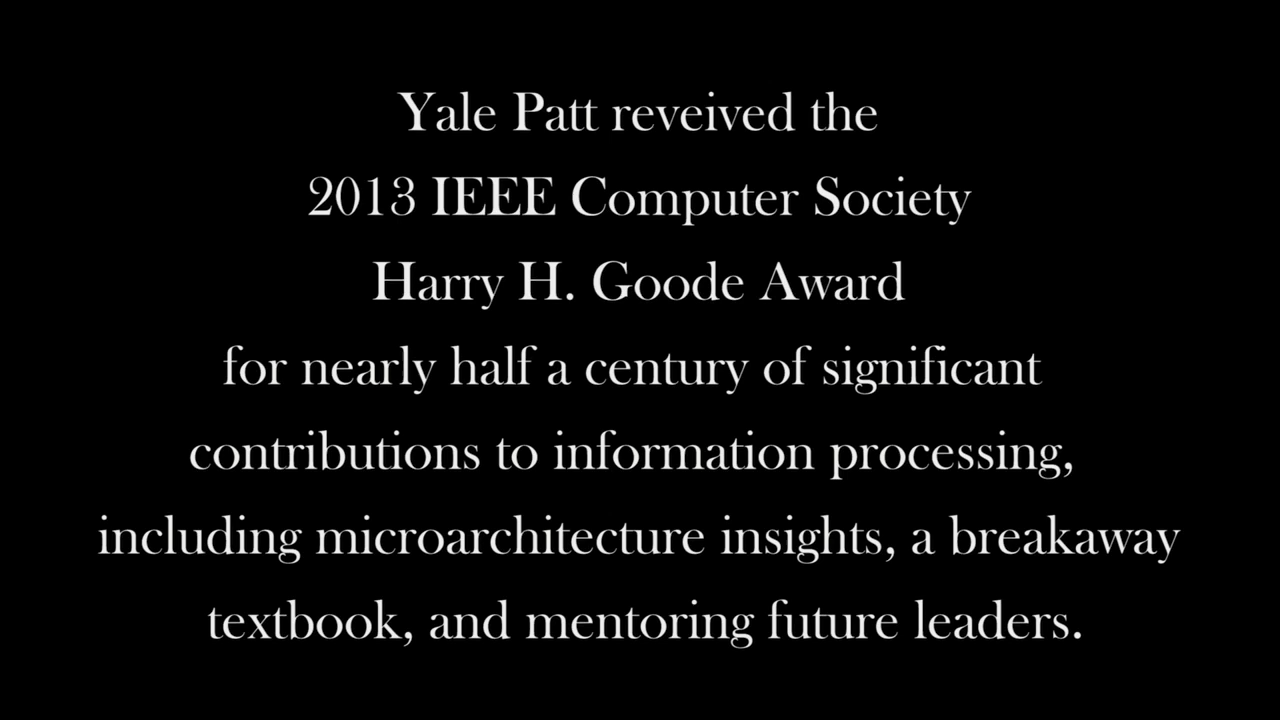 Yale Patt reveived the
2013 IEEE Computer Society
Harry H. Goode Award
for nearly half a century of significant
contributions to information processing,
including microarchitecture insights, a breakaway
textbook, and mentoring future leaders.